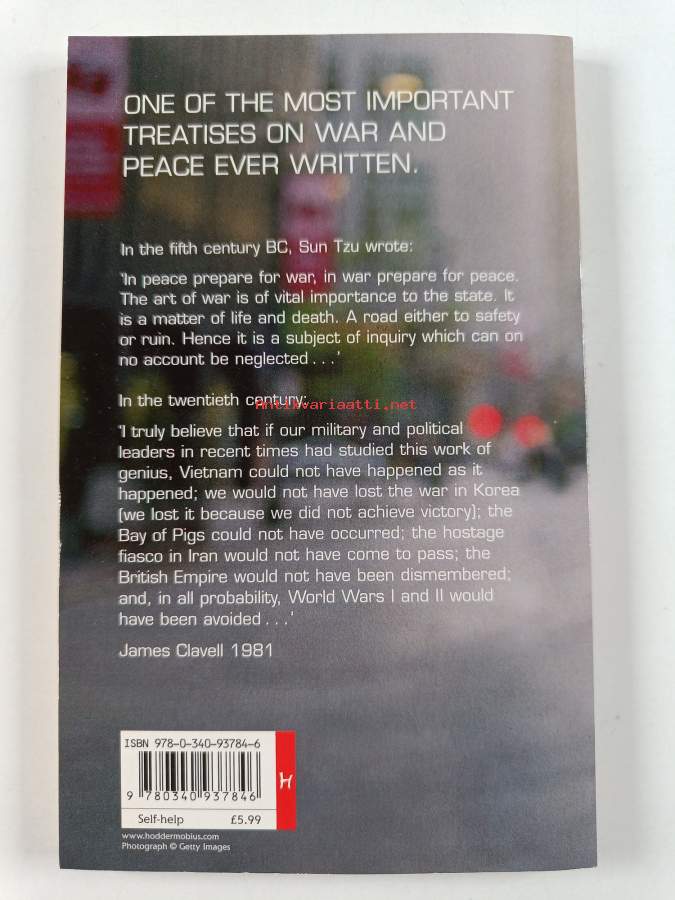 ONE OF THE MOST IMPORTANT
TREATISES ON WAR AND
PEACE EVER WRITTEN.
In the fifth century BC, Sun Tzu wrote:
'In peace prepare for war, in war prepare for peace.
The art of war is of vital importance to the state. It
is a matter of life and death. A road either to safety
or ruin. Hence it is a subject of inquiry which can on
no account be neglected . . .'
In the twentieth century:
Antikvariaatti.net
'I truly believe that if our military and political
leaders in recent times had studied this work of
genius, Vietnam could not have happened as it
happened; we would not have lost the war in Korea
(we lost it because we did not achieve victory); the
Bay of Pigs could not have occurred; the hostage
fiasco in Iran would not have come to pass; the
British Empire would not have been dismembered;
and, in all probability, World Wars I and II would
have been avoided . . .'
James Clavell 1981
ISBN 978-0-340-93784-6
9 780340 937846
H
Self-help £5.99
www.hoddermobius.com
Photograph © Getty Images